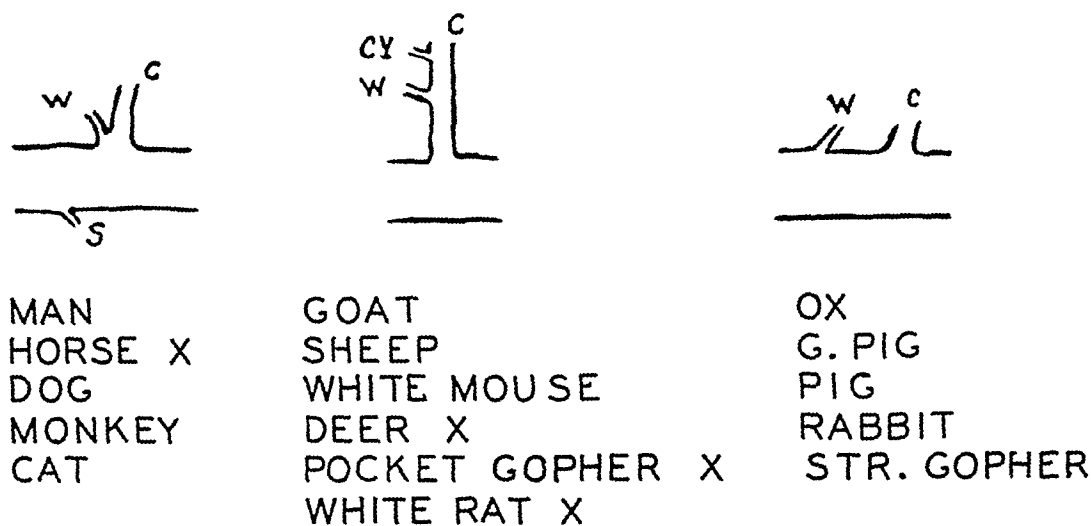 W C
S
CY C
W
W C
MAN
HORSE X
DOG
MONKEY
CAT
GOAT
SHEEP
WHITE MOUSE
DEER X
POCKET GOPHER X
WHITE RAT X
OX
G. PIG
PIG
RABBIT
STR. GOPHER